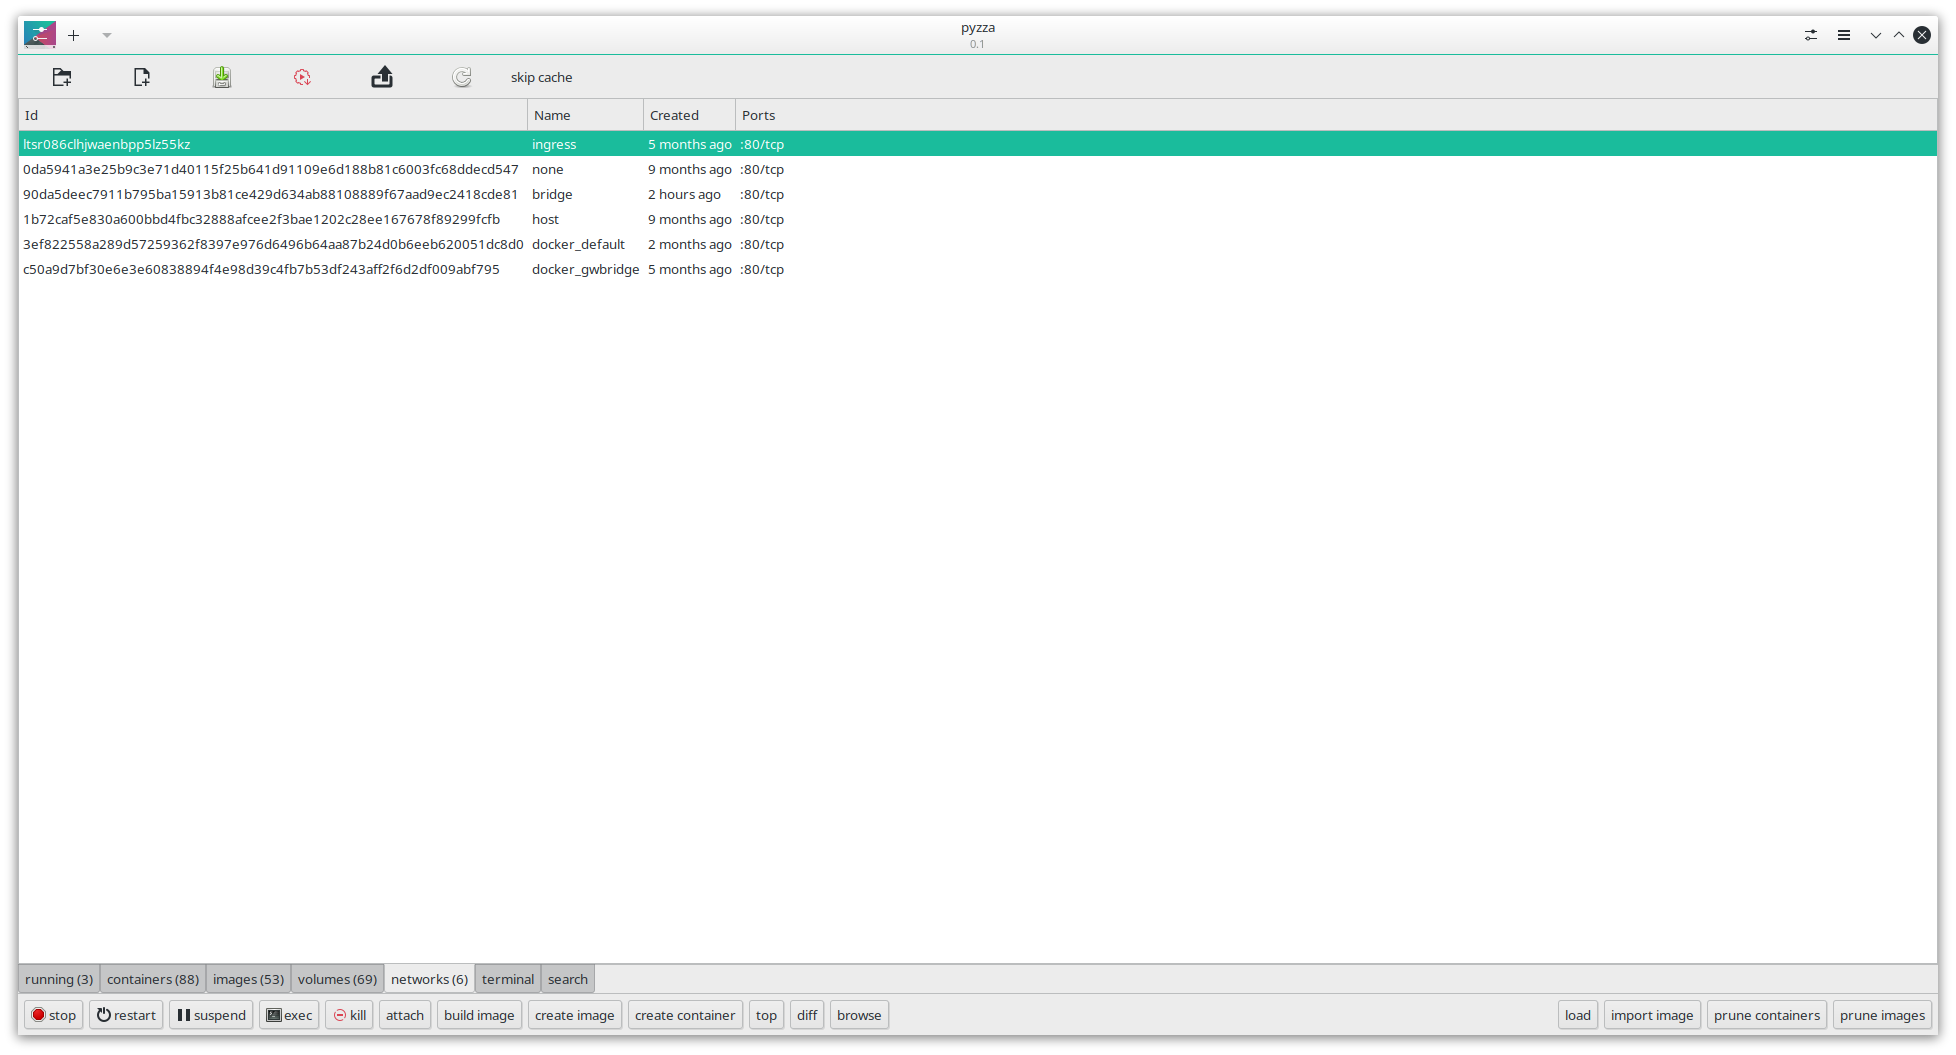 pyzza
0.1
skip cache
Id Name Created Ports
ltsr086clhjwaenbpp5lz55kz ingress 5 months ago :80/tcp
0da5941a3e25b9c3e71d40115f25b641d91109e6d188b81c6003fc68ddecd547 none 9 months ago :80/tcp
90da5deec7911b795ba15913b81ce429d634ab88108889f67aad9ec2418cde81 bridge 2 hours ago :80/tcp
1b72caf5e830a600bbd4fbc32888afcee2f3bae1202c28ee167678f89299fcfb host 9 months ago :80/tcp
3ef822558a289d57259362f8397e976d6496b64aa87b24d0b6eeb620051dc8d0 docker_default 2 months ago :80/tcp
c50a9d7bf30e6e3e60838894f4e98d39c4fb7b53df243aff2f6d2df009abf795 docker_gwbridge 5 months ago :80/tcp
running (3) containers (88) images (53) volumes (69) networks (6) terminal search
stop restart suspend exec kill attach build image create image create container top diff browse load import image prune containers prune images